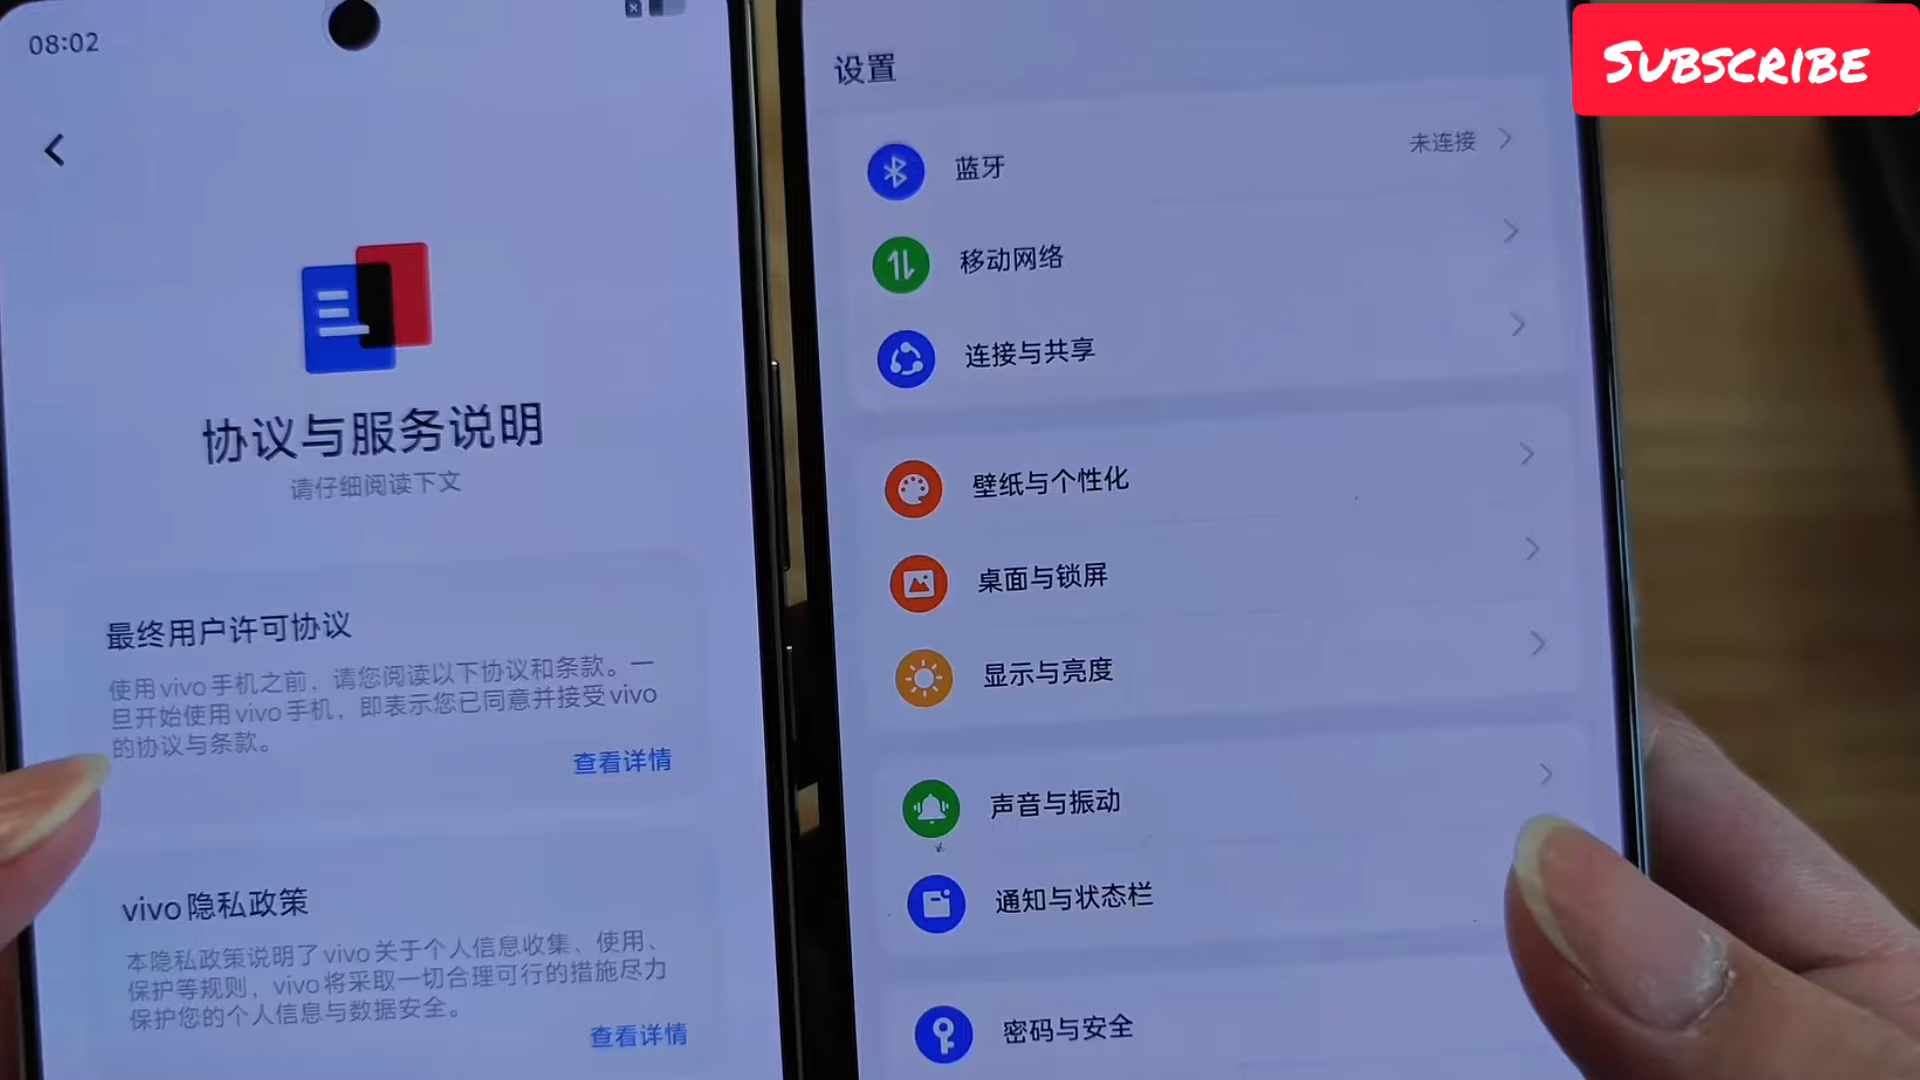 08:02
协议与服务说明
请仔细阅读下文
最终用户许可协议
使用vivo手机之前，请您阅读以下协议和条款。一
旦开始使用vivo手机，即表示您已同意并接受vivo
的协议与条款。
查看详情
vivo隐私政策
本隐私政策说明了vivo关于个人信息收集、使用、
保护等规则，vivo将采取一切合理可行的措施尽力
保护您的个人信息与数据安全。
查看详情
设置
蓝牙
未连接
移动网络
连接与共享
壁纸与个性化
桌面与锁屏
显示与亮度
声音与振动
通知与状态栏
密码与安全
SUBSCRIBE